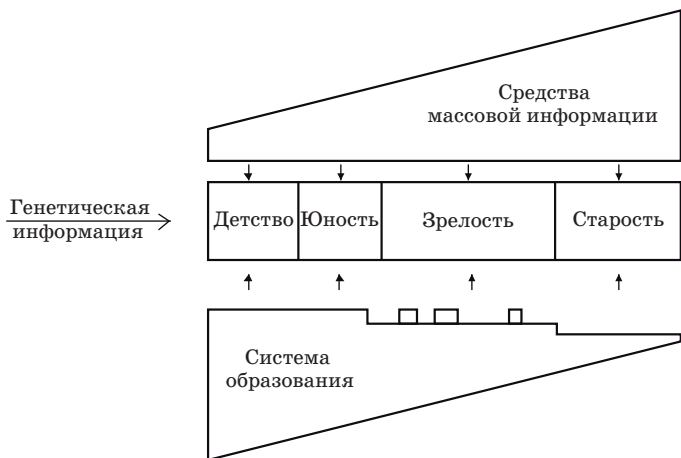 Средства
массовой информации
Генетическая
информация
Детство
Юность
Зрелость
Старость
Система
образования